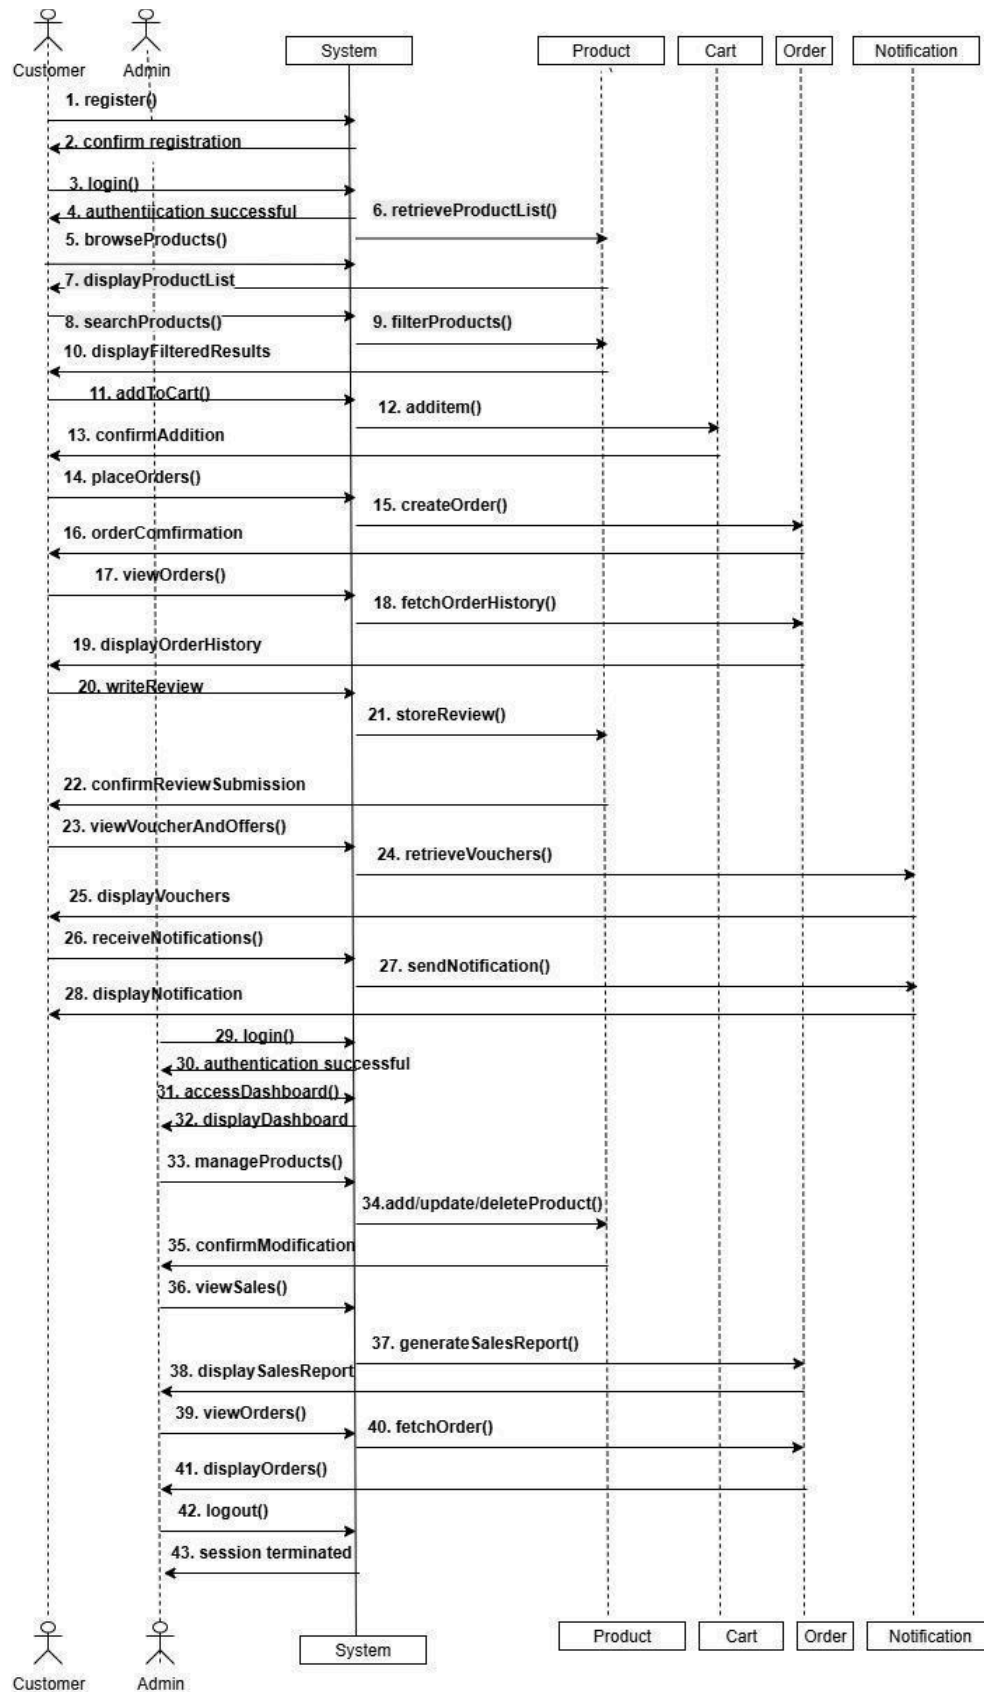 System
Product
Cart
Order
Notification
Customer
Admin
1. register()
2. confirm registration
3. login()
4. authentiication successful
6. retrieveProductList()
5. browseProducts()
7. displayProductList
8. searchProducts()
9. filterProducts()
10. displayFilteredResults
11. addToCart()
12. additem()
13. confirmAddition
14. placeOrders()
15. createOrder()
16. orderComfirmation
17. viewOrders()
18. fetchOrderHistory()
19. displayOrderHistory
20. writeReview
21. storeReview()
22. confirmReviewSubmission
23. viewVoucherAndOffers()
24. retrieveVouchers()
25. displayVouchers
26. receiveNotifications()
27. sendNotification()
28. displayNotification
29. login()
30. authentication successful
31. accessDashboard()
32. displayDashboard
33. manageProducts()
34.add/update/deleteProduct()
35. confirmModification
36. viewSales()
37. generateSalesReport()
38. displaySalesReport
39. viewOrders()
40. fetchOrder()
41. displayOrders()
42. logout()
43. session terminated
Product
Cart
Order
Notification
System
Customer
Admin